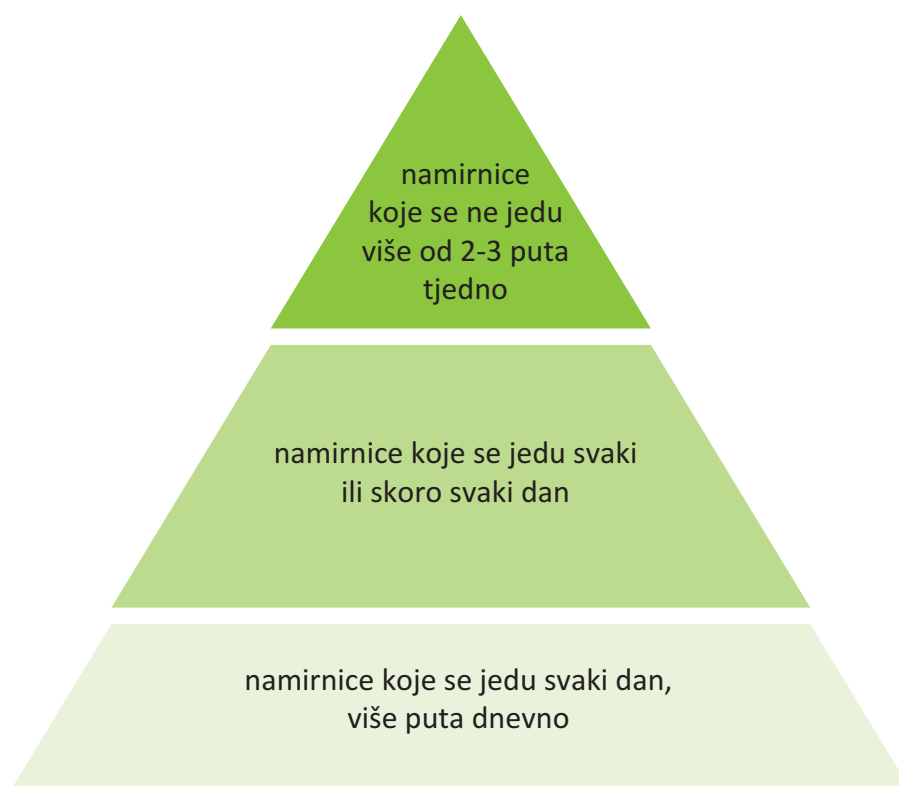 namirnice
koje se ne jedu
više od 2-3 puta
tjedno
namirnice koje se jedu svaki
ili skoro svaki dan
namirnice koje se jedu svaki dan,
više puta dnevno